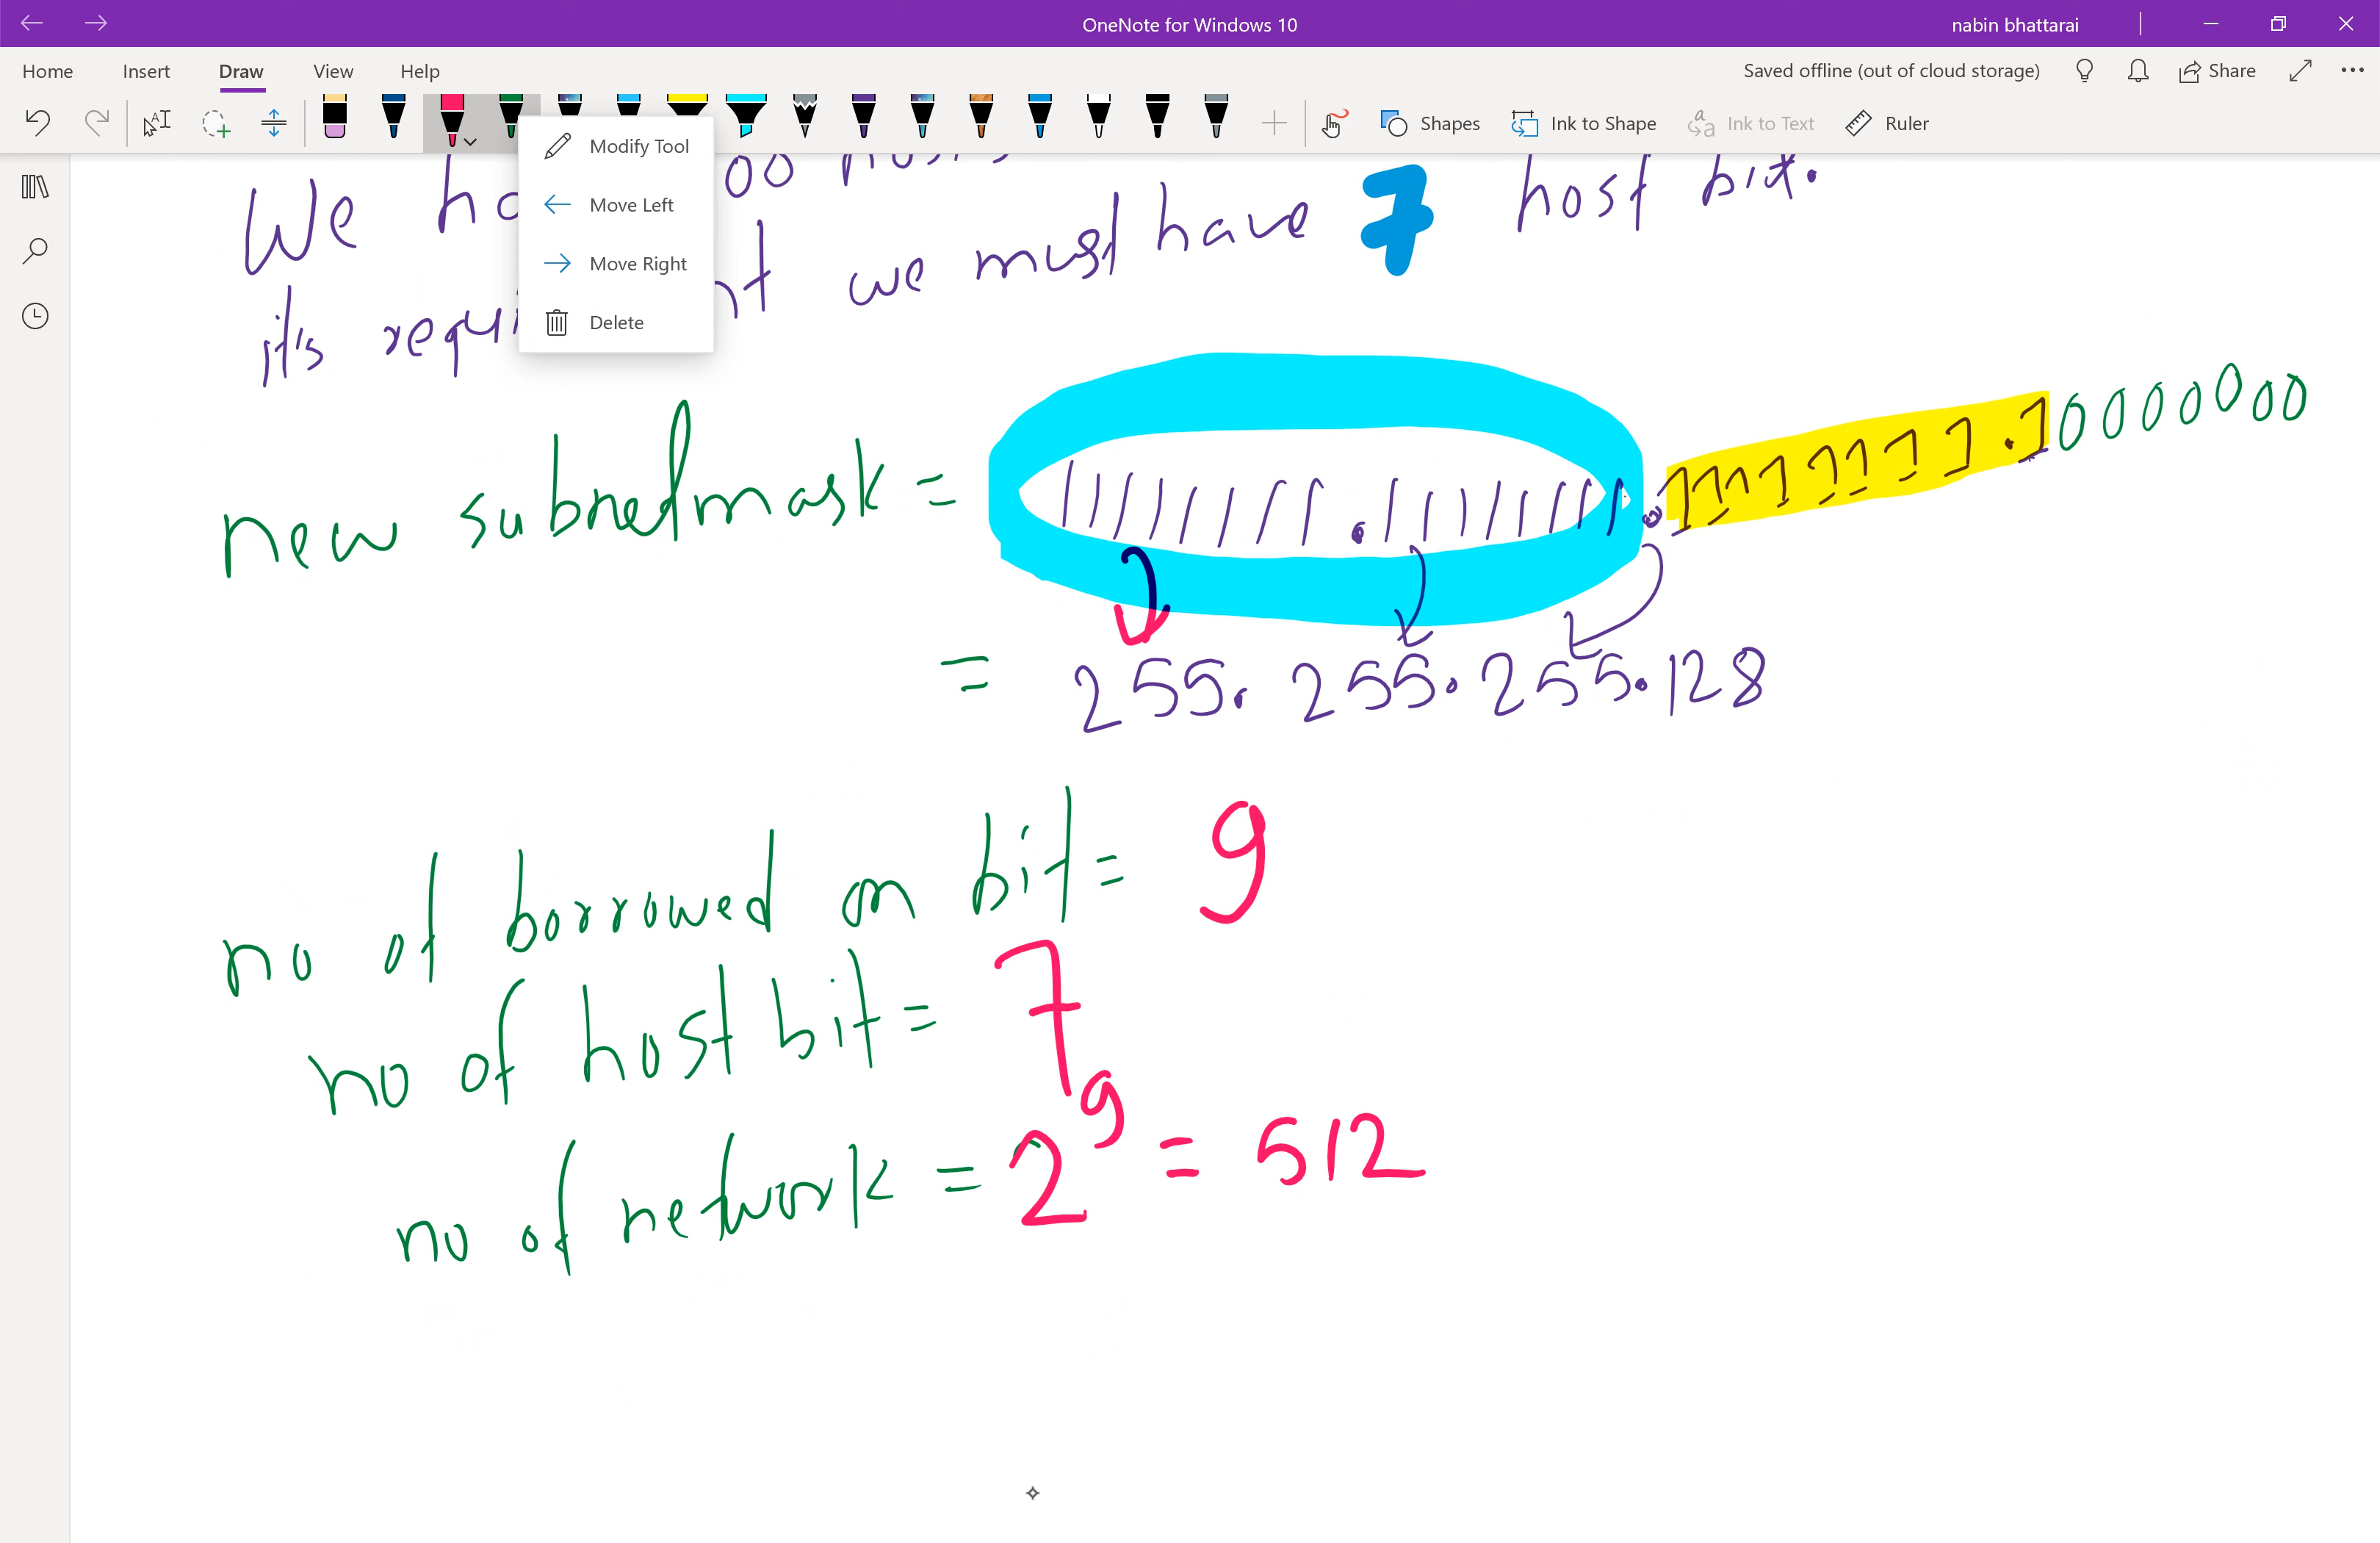 OneNote for Windows 10
nabin bhattarai
Home Insert Draw View Help
Saved offline (out of cloud storage) Share
Shapes Ink to Shape Ink to Text Ruler
Modify Tool
Move Left
Move Right
Delete
We
it's we must have 7 host bit.
new subnetmask = 11111111.11111111.11111111.10000000
= 255.255.255.128
no of borrowed on bit = 9
no of host bit = 7
no of network = 2⁹ = 512